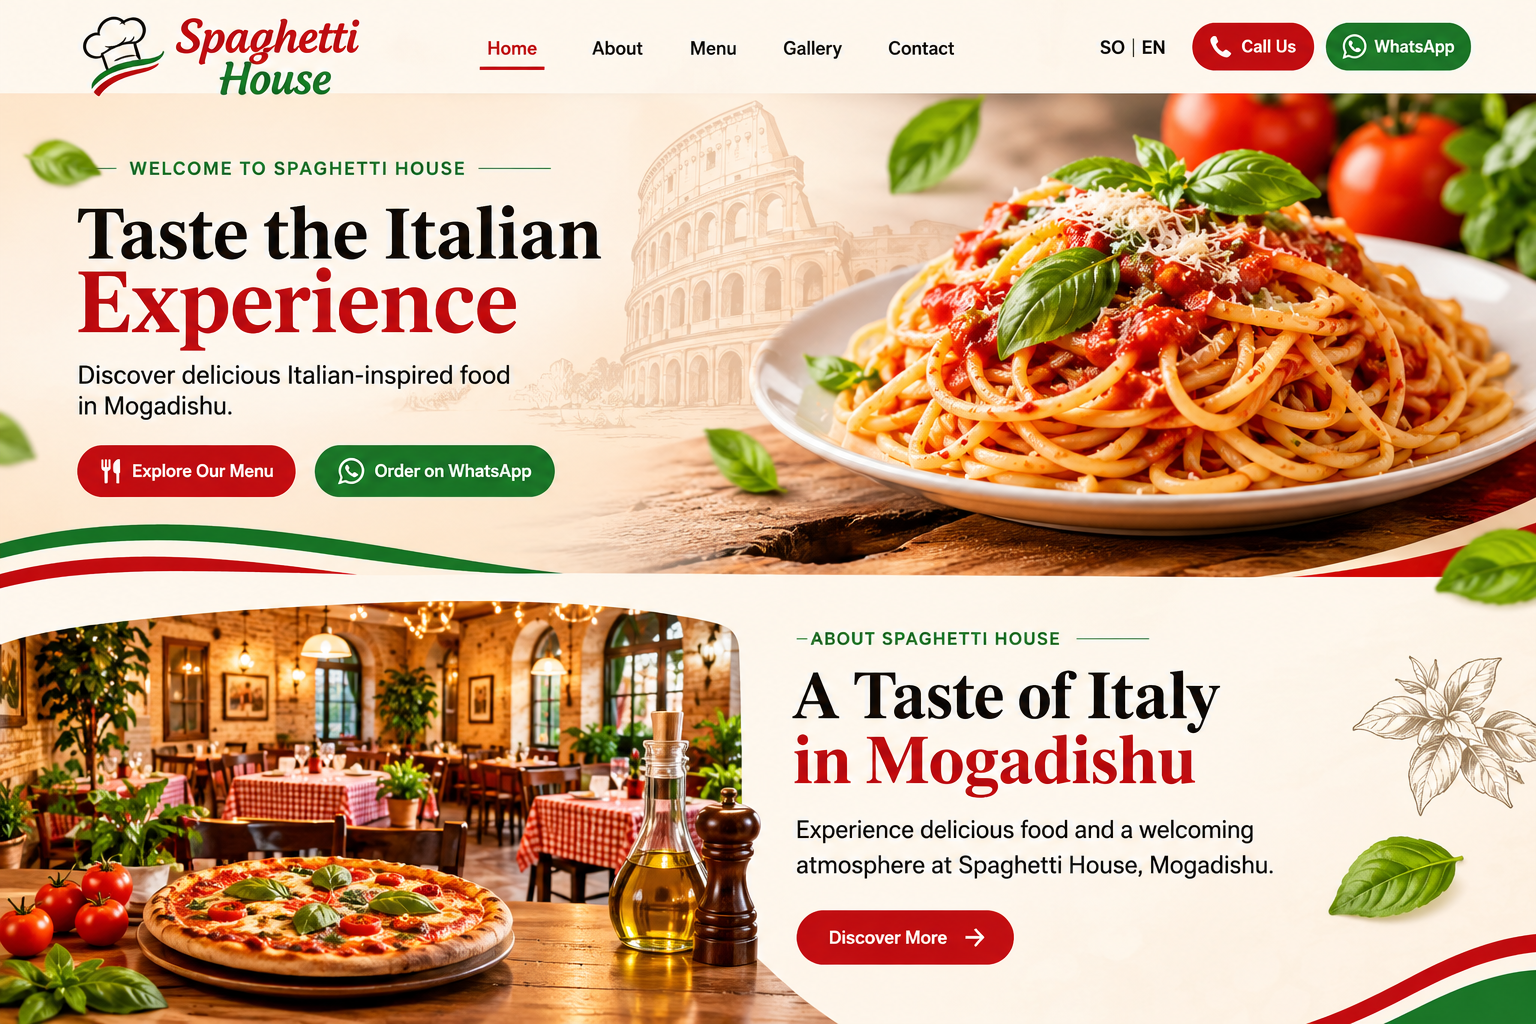 Spaghetti
House
Home
About
Menu
Gallery
Contact
SO | EN
Call Us
WhatsApp
WELCOME TO SPAGHETTI HOUSE
Taste the Italian
Experience
Discover delicious Italian-inspired food
in Mogadishu.
Explore Our Menu
Order on WhatsApp
ABOUT SPAGHETTI HOUSE
A Taste of Italy
in Mogadishu
Experience delicious food and a welcoming
atmosphere at Spaghetti House, Mogadishu.
Discover More